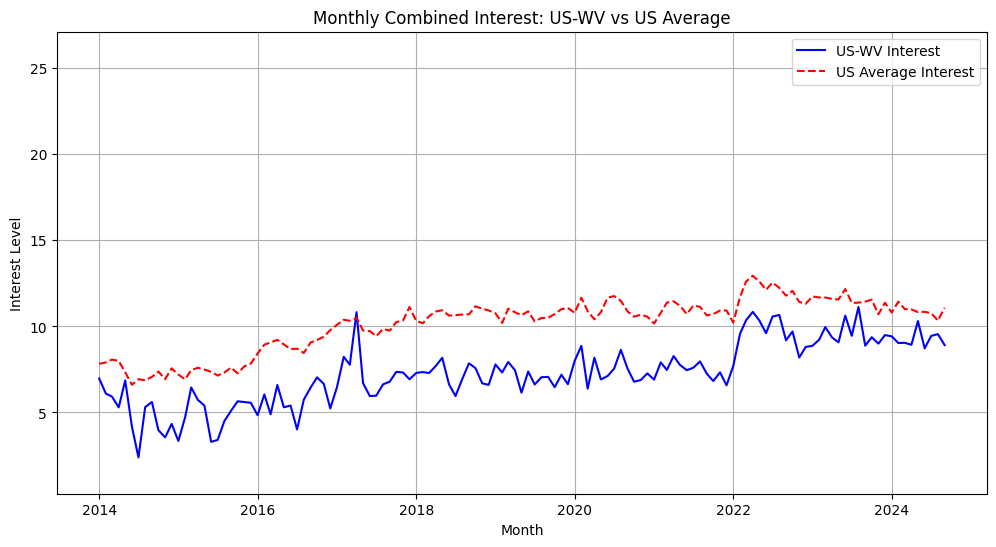 Monthly Combined Interest: US-WV vs US Average
US-WV Interest
US Average Interest
Interest Level
25
20
15
10
5
2014 2016 2018 2020 2022 2024
Month